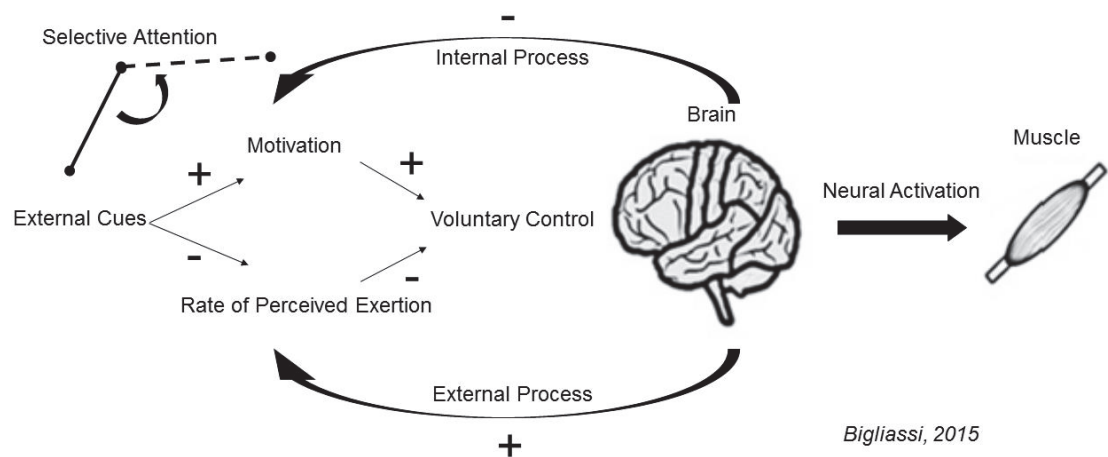 -
Selective Attention
Internal Process
Brain
Muscle
Motivation
+
+
Neural Activation
External Cues
Voluntary Control
-
-
Rate of Perceived Exertion
External Process
+
Bigliassi, 2015